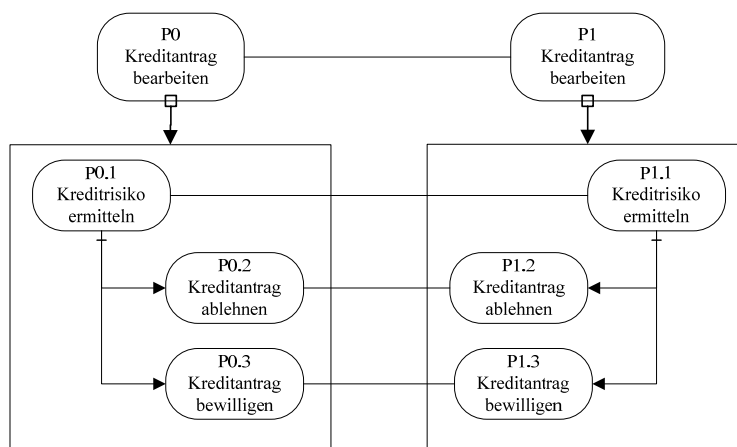 P0
Kreditantrag
bearbeiten
P1
Kreditantrag
bearbeiten
P0.1
Kreditrisiko
ermitteln
P1.1
Kreditrisiko
ermitteln
P0.2
Kreditantrag
ablehnen
P1.2
Kreditantrag
ablehnen
P0.3
Kreditantrag
bewilligen
P1.3
Kreditantrag
bewilligen